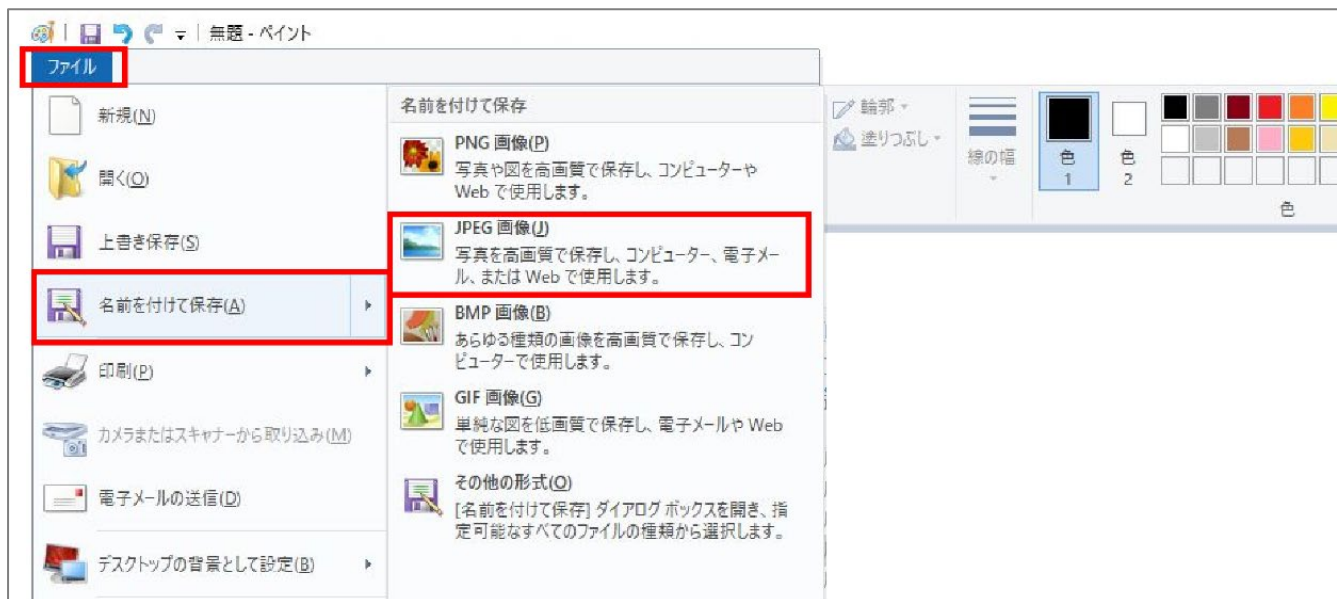 無題 - ペイント
ファイル
新規(N)
開く(O)
上書き保存(S)
名前を付けて保存(A)
印刷(P)
カメラまたはスキャナーから取り込み(M)
電子メールの送信(D)
デスクトップの背景として設定(B)
名前を付けて保存
PNG 画像(P)
写真や図を高画質で保存し、コンピューターや
Web で使用します。
JPEG 画像(J)
写真を高画質で保存し、コンピューター、電子メー
ル、または Web で使用します。
BMP 画像(B)
あらゆる種類の画像を高画質で保存し、コン
ピューターで使用します。
GIF 画像(G)
単純な図を低画質で保存し、電子メールや Web
で使用します。
その他の形式(O)
[名前を付けて保存] ダイアログ ボックスを開き、指
定可能なすべてのファイルの種類から選択します。
輪郭
塗りつぶし
線の幅
色
1
色
2
色